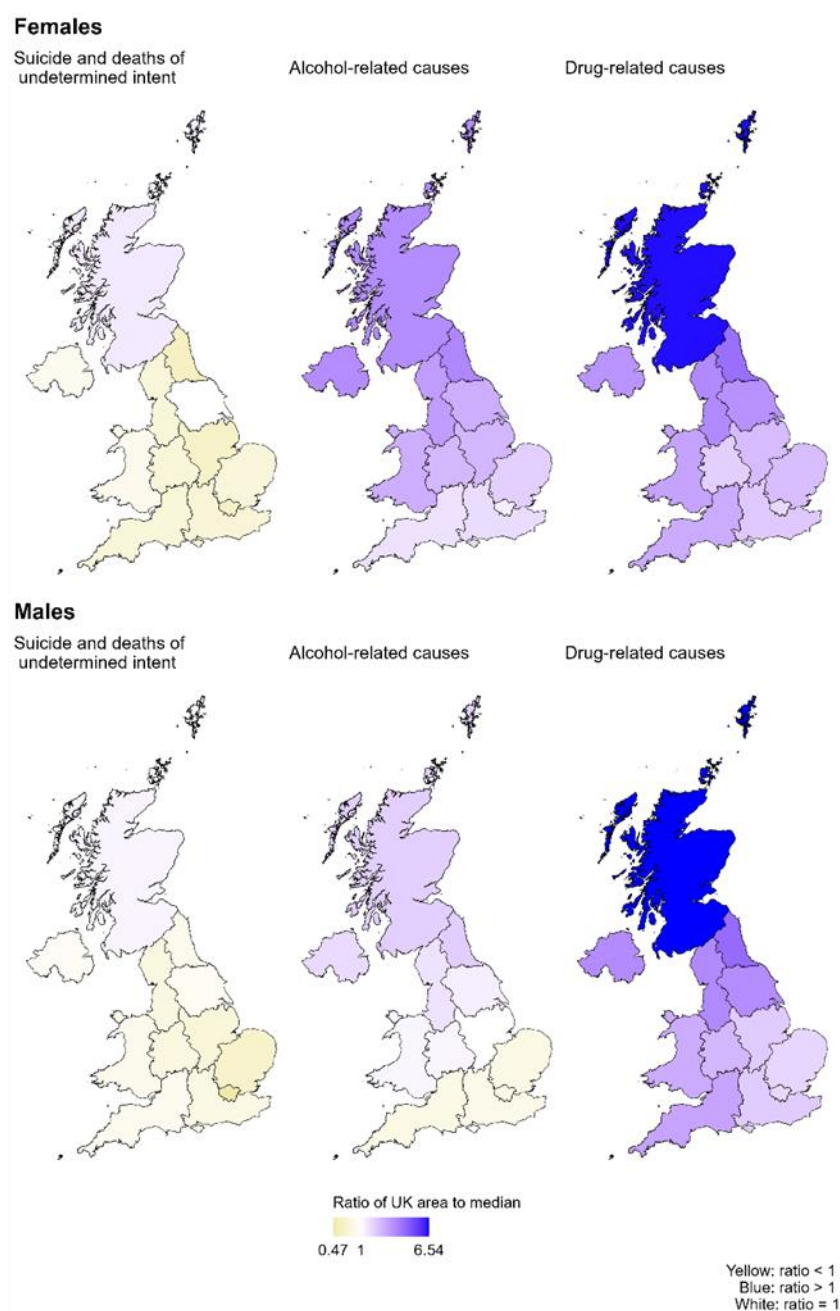 Females
Suicide and deaths of
undetermined intent
Alcohol-related causes
Drug-related causes
Males
Suicide and deaths of
undetermined intent
Alcohol-related causes
Drug-related causes
Ratio of UK area to median
0.47 1 6.54
Yellow: ratio < 1
Blue: ratio > 1
White: ratio = 1